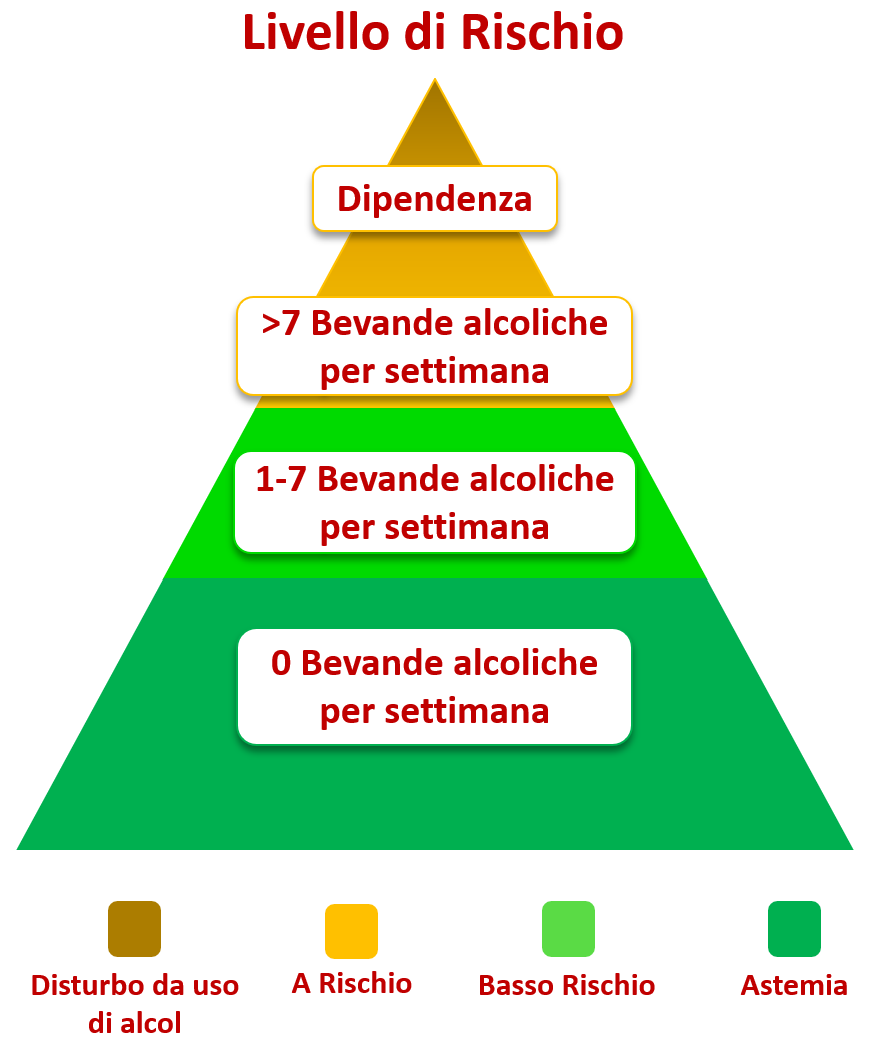 Livello di Rischio
Dipendenza
>7 Bevande alcoliche
per settimana
1-7 Bevande alcoliche
per settimana
0 Bevande alcoliche
per settimana
Disturbo da uso
di alcol
A Rischio
Basso Rischio
Astemia